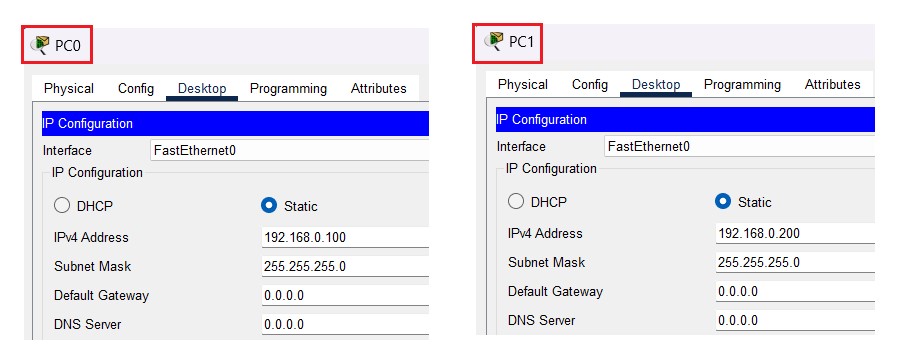 PC0
Physical Config Desktop Programming Attributes
IP Configuration
Interface FastEthernet0
IP Configuration
DHCP Static
IPv4 Address 192.168.0.100
Subnet Mask 255.255.255.0
Default Gateway 0.0.0.0
DNS Server 0.0.0.0
PC1
Physical Config Desktop Programming Attributes
IP Configuration
Interface FastEthernet0
IP Configuration
DHCP Static
IPv4 Address 192.168.0.200
Subnet Mask 255.255.255.0
Default Gateway 0.0.0.0
DNS Server 0.0.0.0